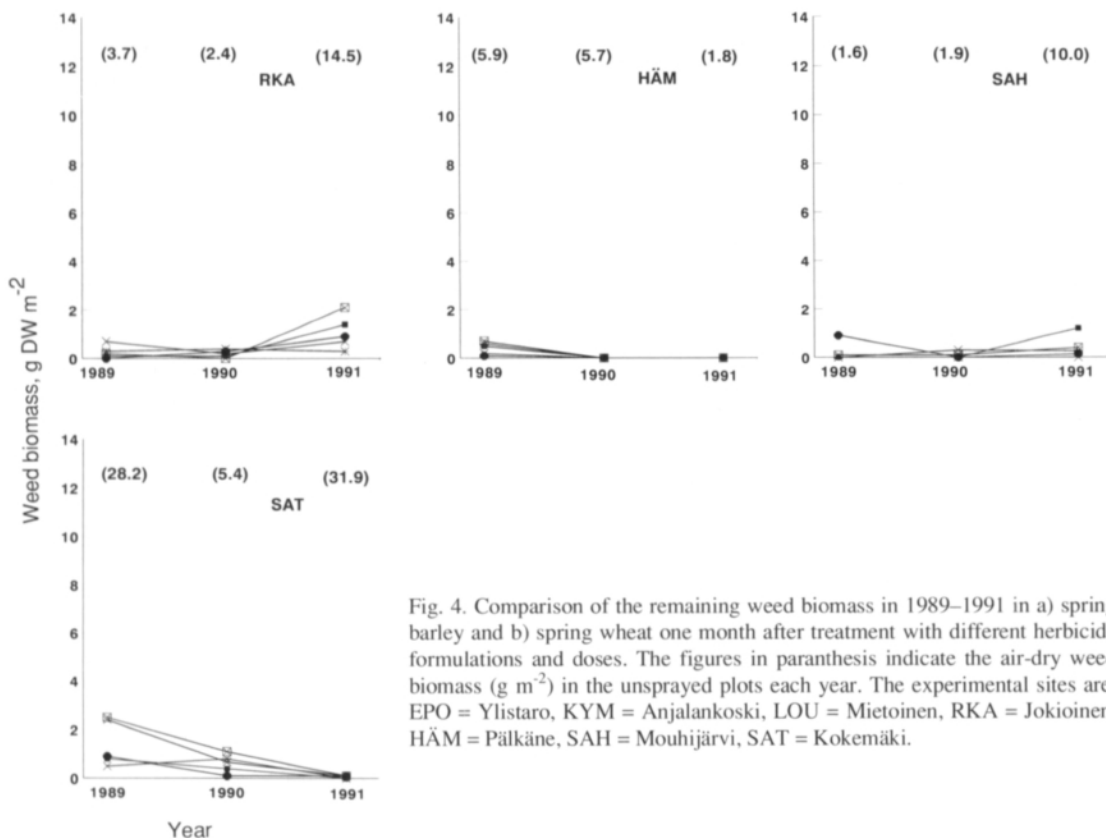 14
12
10
8
6
4
2
0
(3.7) (2.4) (14.5)
RKA
1989 1990 1991
14
12
10
8
6
4
2
0
(5.9) (5.7) (1.8)
HÄM
1989 1990 1991
14
12
10
8
6
4
2
0
(1.6) (1.9) (10.0)
SAH
1989 1990 1991
Weed biomass, g DW m-2
14
12
10
8
6
4
2
0
(28.2) (5.4) (31.9)
SAT
1989 1990 1991
Year
Fig. 4. Comparison of the remaining weed biomass in 1989–1991 in a) sprin
barley and b) spring wheat one month after treatment with different herbicid
formulations and doses. The figures in paranthesis indicate the air-dry wee
biomass (g m-2) in the unsprayed plots each year. The experimental sites are
EPO = Ylistaro, KYM = Anjalankoski, LOU = Mietoinen, RKA = Jokioinen
HÄM = Pälkäne, SAH = Mouhijärvi, SAT = Kokemäki.